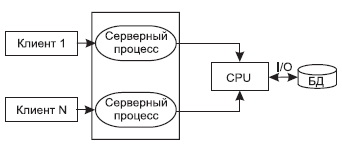 Клиент 1
Серверный
процесс
CPU
I/O
БД
Клиент N
Серверный
процесс